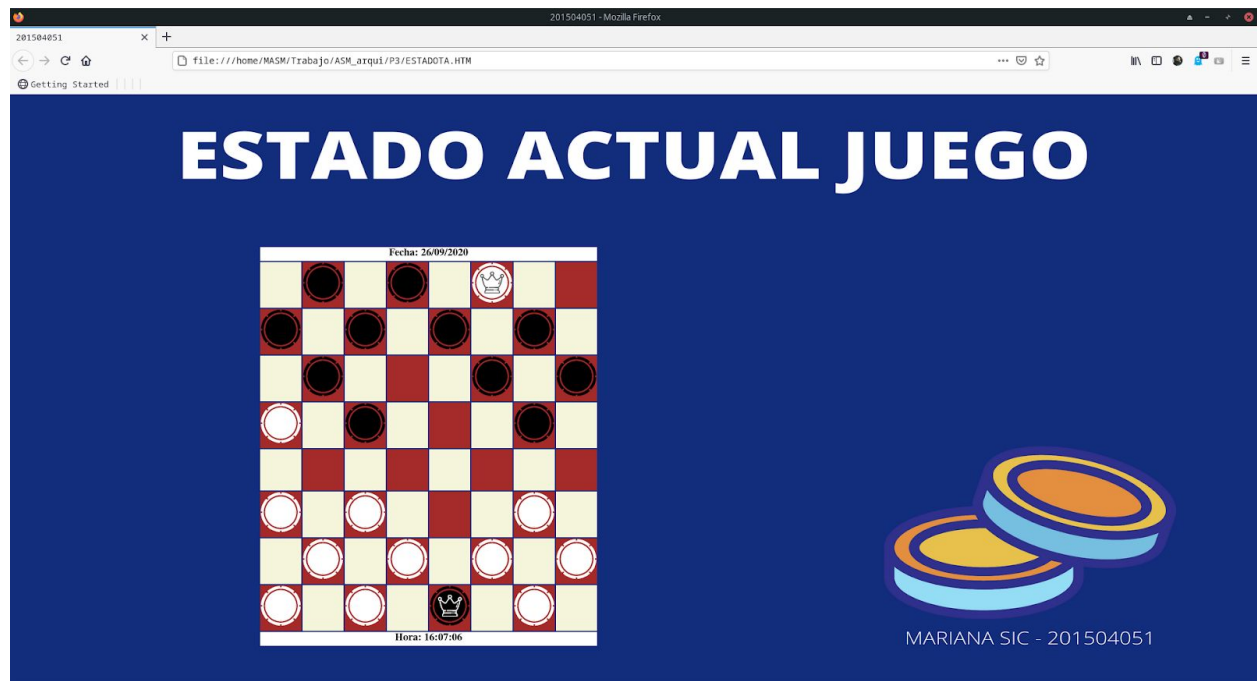 201504051 - Mozilla Firefox
201504051
file:///home/MASM/Trabajo/ASM_arqui/P3/ESTADOTA.HTM
Getting Started
ESTADO ACTUAL JUEGO
Fecha: 26/09/2020
Hora: 16:07:06
MARIANA SIC - 201504051